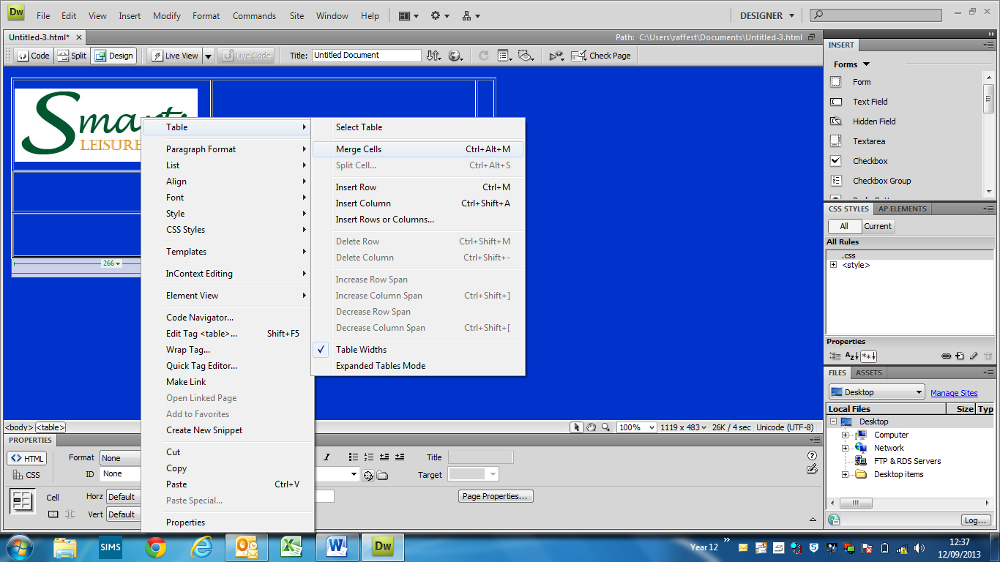 Dw File Edit View Insert Modify Format Commands Site Window Help DESIGNER
Untitled-3.html* Path: C:\Users\raffest\Documents\Untitled-3.html
Code Split Design Live View Live Code Title: Untitled Document Check Page
INSERT
Forms
Form
Text Field
Hidden Field
Textarea
Checkbox
Checkbox Group
LEISURE
Table
Paragraph Format
List
Align
Font
Style
CSS Styles
Templates
InContext Editing
Element View
Code Navigator...
Edit Tag <table>... Shift+F5
Wrap Tag...
Quick Tag Editor...
Make Link
Open Linked Page
Add to Favorites
Create New Snippet
Cut
Copy
Paste Ctrl+V
Paste Special...
Properties
Select Table
Merge Cells Ctrl+Alt+M
Split Cell... Ctrl+Alt+S
Insert Row Ctrl+M
Insert Column Ctrl+Shift+A
Insert Rows or Columns...
Delete Row Ctrl+Shift+M
Delete Column Ctrl+Shift+-
Increase Row Span
Increase Column Span Ctrl+Shift+]
Decrease Row Span
Decrease Column Span Ctrl+Shift+[
Table Widths
Expanded Tables Mode
266
CSS STYLES AP ELEMENTS
All Current
All Rules
.css
<style>
Properties
FILES ASSETS
Desktop Manage Sites
Local Files Size Typ
Desktop
Computer
Network
FTP & RDS Servers
Desktop items
Log...
<body> <table> 100% 1119 x 483 26K / 4 sec Unicode (UTF-8)
PROPERTIES
HTML Format None I Title
CSS ID None Target
Cell Horz Default Page Properties...
Vert Default
SIMS Dw Year 12 12:37
12/09/2013